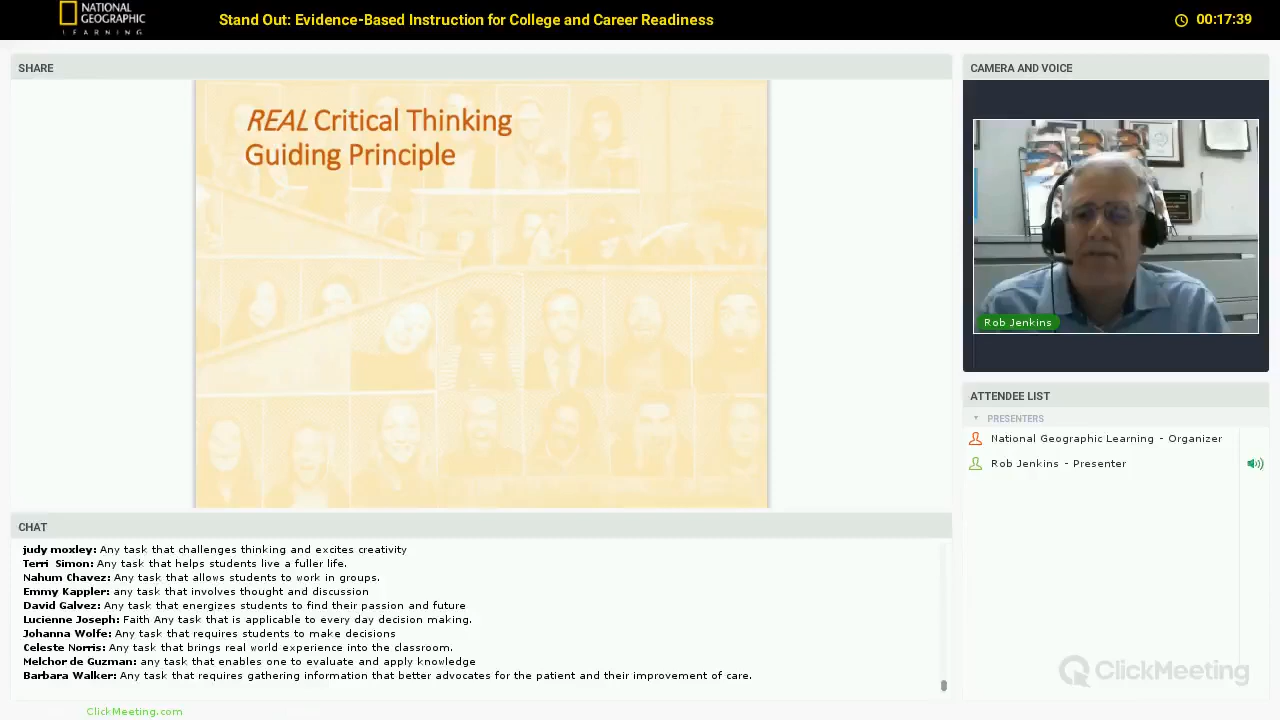 NATIONAL
GEOGRAPHIC
LEARNING
Stand Out: Evidence-Based Instruction for College and Career Readiness
00:17:39
SHARE
REAL Critical Thinking
Guiding Principle
CAMERA AND VOICE
Rob Jenkins
ATTENDEE LIST
PRESENTERS
National Geographic Learning - Organizer
Rob Jenkins - Presenter
CHAT
judy moxley: Any task that challenges thinking and excites creativity
Terri Simon: Any task that helps students live a fuller life.
Nahum Chavez: Any task that allows students to work in groups.
Emmy Kappler: any task that involves thought and discussion
David Galvez: Any task that energizes students to find their passion and future
Lucienne Joseph: Faith Any task that is applicable to every day decision making.
Johanna Wolfe: Any task that requires students to make decisions
Celeste Norris: Any task that brings real world experience into the classroom.
Melchor de Guzman: any task that enables one to evaluate and apply knowledge
Barbara Walker: Any task that requires gathering information that better advocates for the patient and their improvement of care.
ClickMeeting
ClickMeeting.com